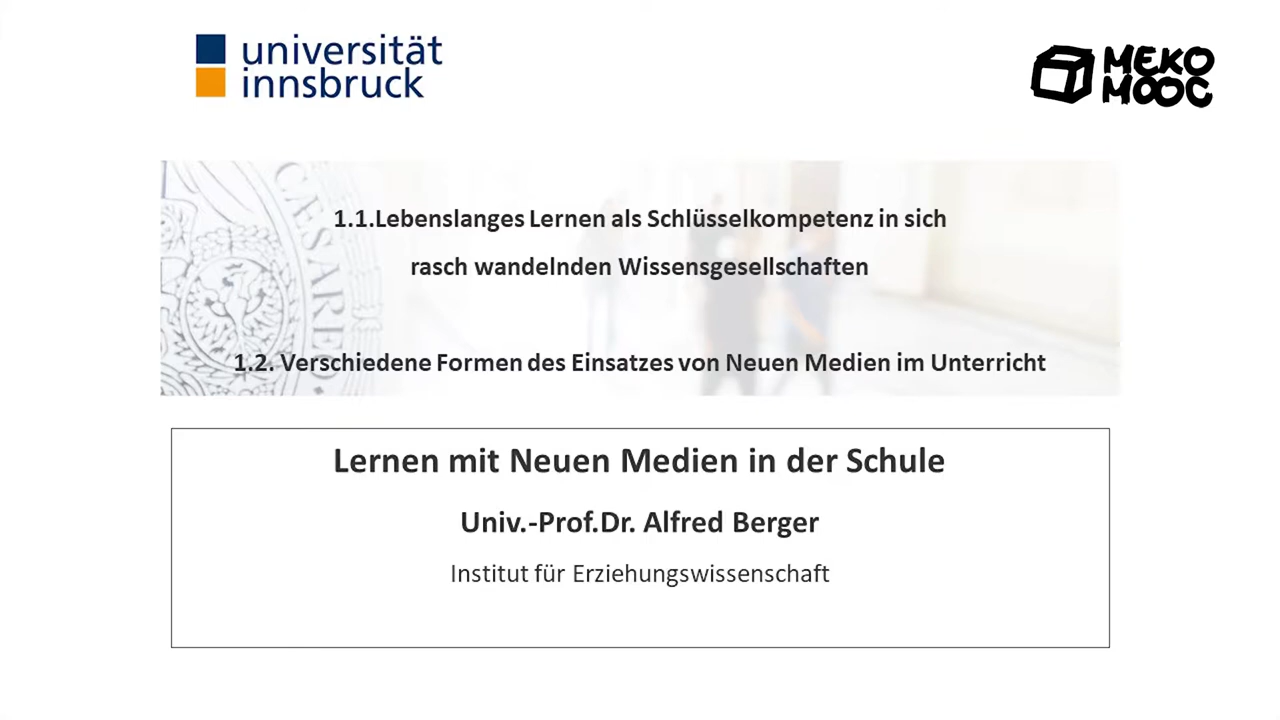 universität
innsbruck
MEKO
MOOC
CESAREO
1.1.Lebenslanges Lernen als Schlüsselkompetenz in sich
rasch wandelnden Wissensgesellschaften
1.2. Verschiedene Formen des Einsatzes von Neuen Medien im Unterricht
Lernen mit Neuen Medien in der Schule
Univ.-Prof.Dr. Alfred Berger
Institut für Erziehungswissenschaft